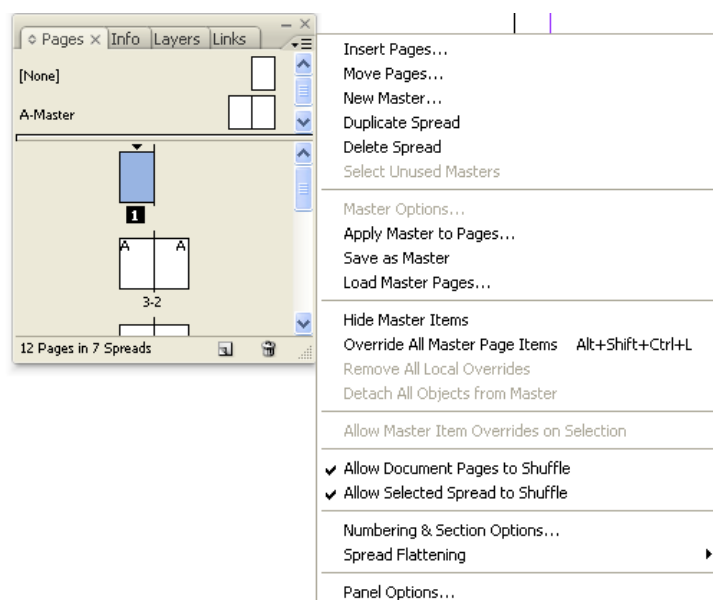 Pages Info Layers Links
[None]
A-Master
1
A A
3-2
12 Pages in 7 Spreads
Insert Pages...
Move Pages...
New Master...
Duplicate Spread
Delete Spread
Select Unused Masters
Master Options...
Apply Master to Pages...
Save as Master
Load Master Pages...
Hide Master Items
Override All Master Page Items Alt+Shift+Ctrl+L
Remove All Local Overrides
Detach All Objects from Master
Allow Master Item Overrides on Selection
Allow Document Pages to Shuffle
Allow Selected Spread to Shuffle
Numbering & Section Options...
Spread Flattening
Panel Options...